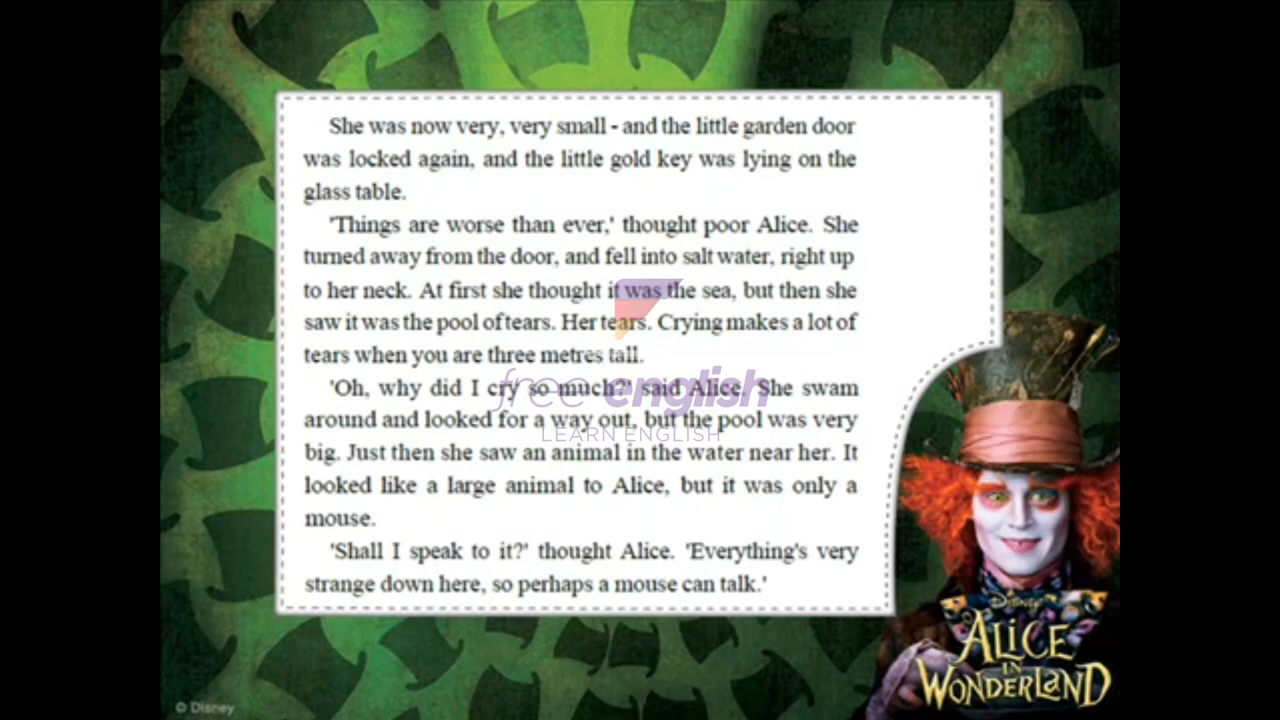 She was now very, very small - and the little garden door
was locked again, and the little gold key was lying on the
glass table.
'Things are worse than ever,' thought poor Alice. She
turned away from the door, and fell into salt water, right up
to her neck. At first she thought it was the sea, but then she
saw it was the pool of tears. Her tears. Crying makes a lot of
tears when you are three metres tall.
'Oh, why did I cry so much?' said Alice. She swam
around and looked for a way out, but the pool was very
big. Just then she saw an animal in the water near her. It
looked like a large animal to Alice, but it was only a
mouse.
'Shall I speak to it?' thought Alice. 'Everything's very
strange down here, so perhaps a mouse can talk.'
free english
LEARN ENGLISH
DISNEY
ALICE
IN
WONDERLAND
© Disney